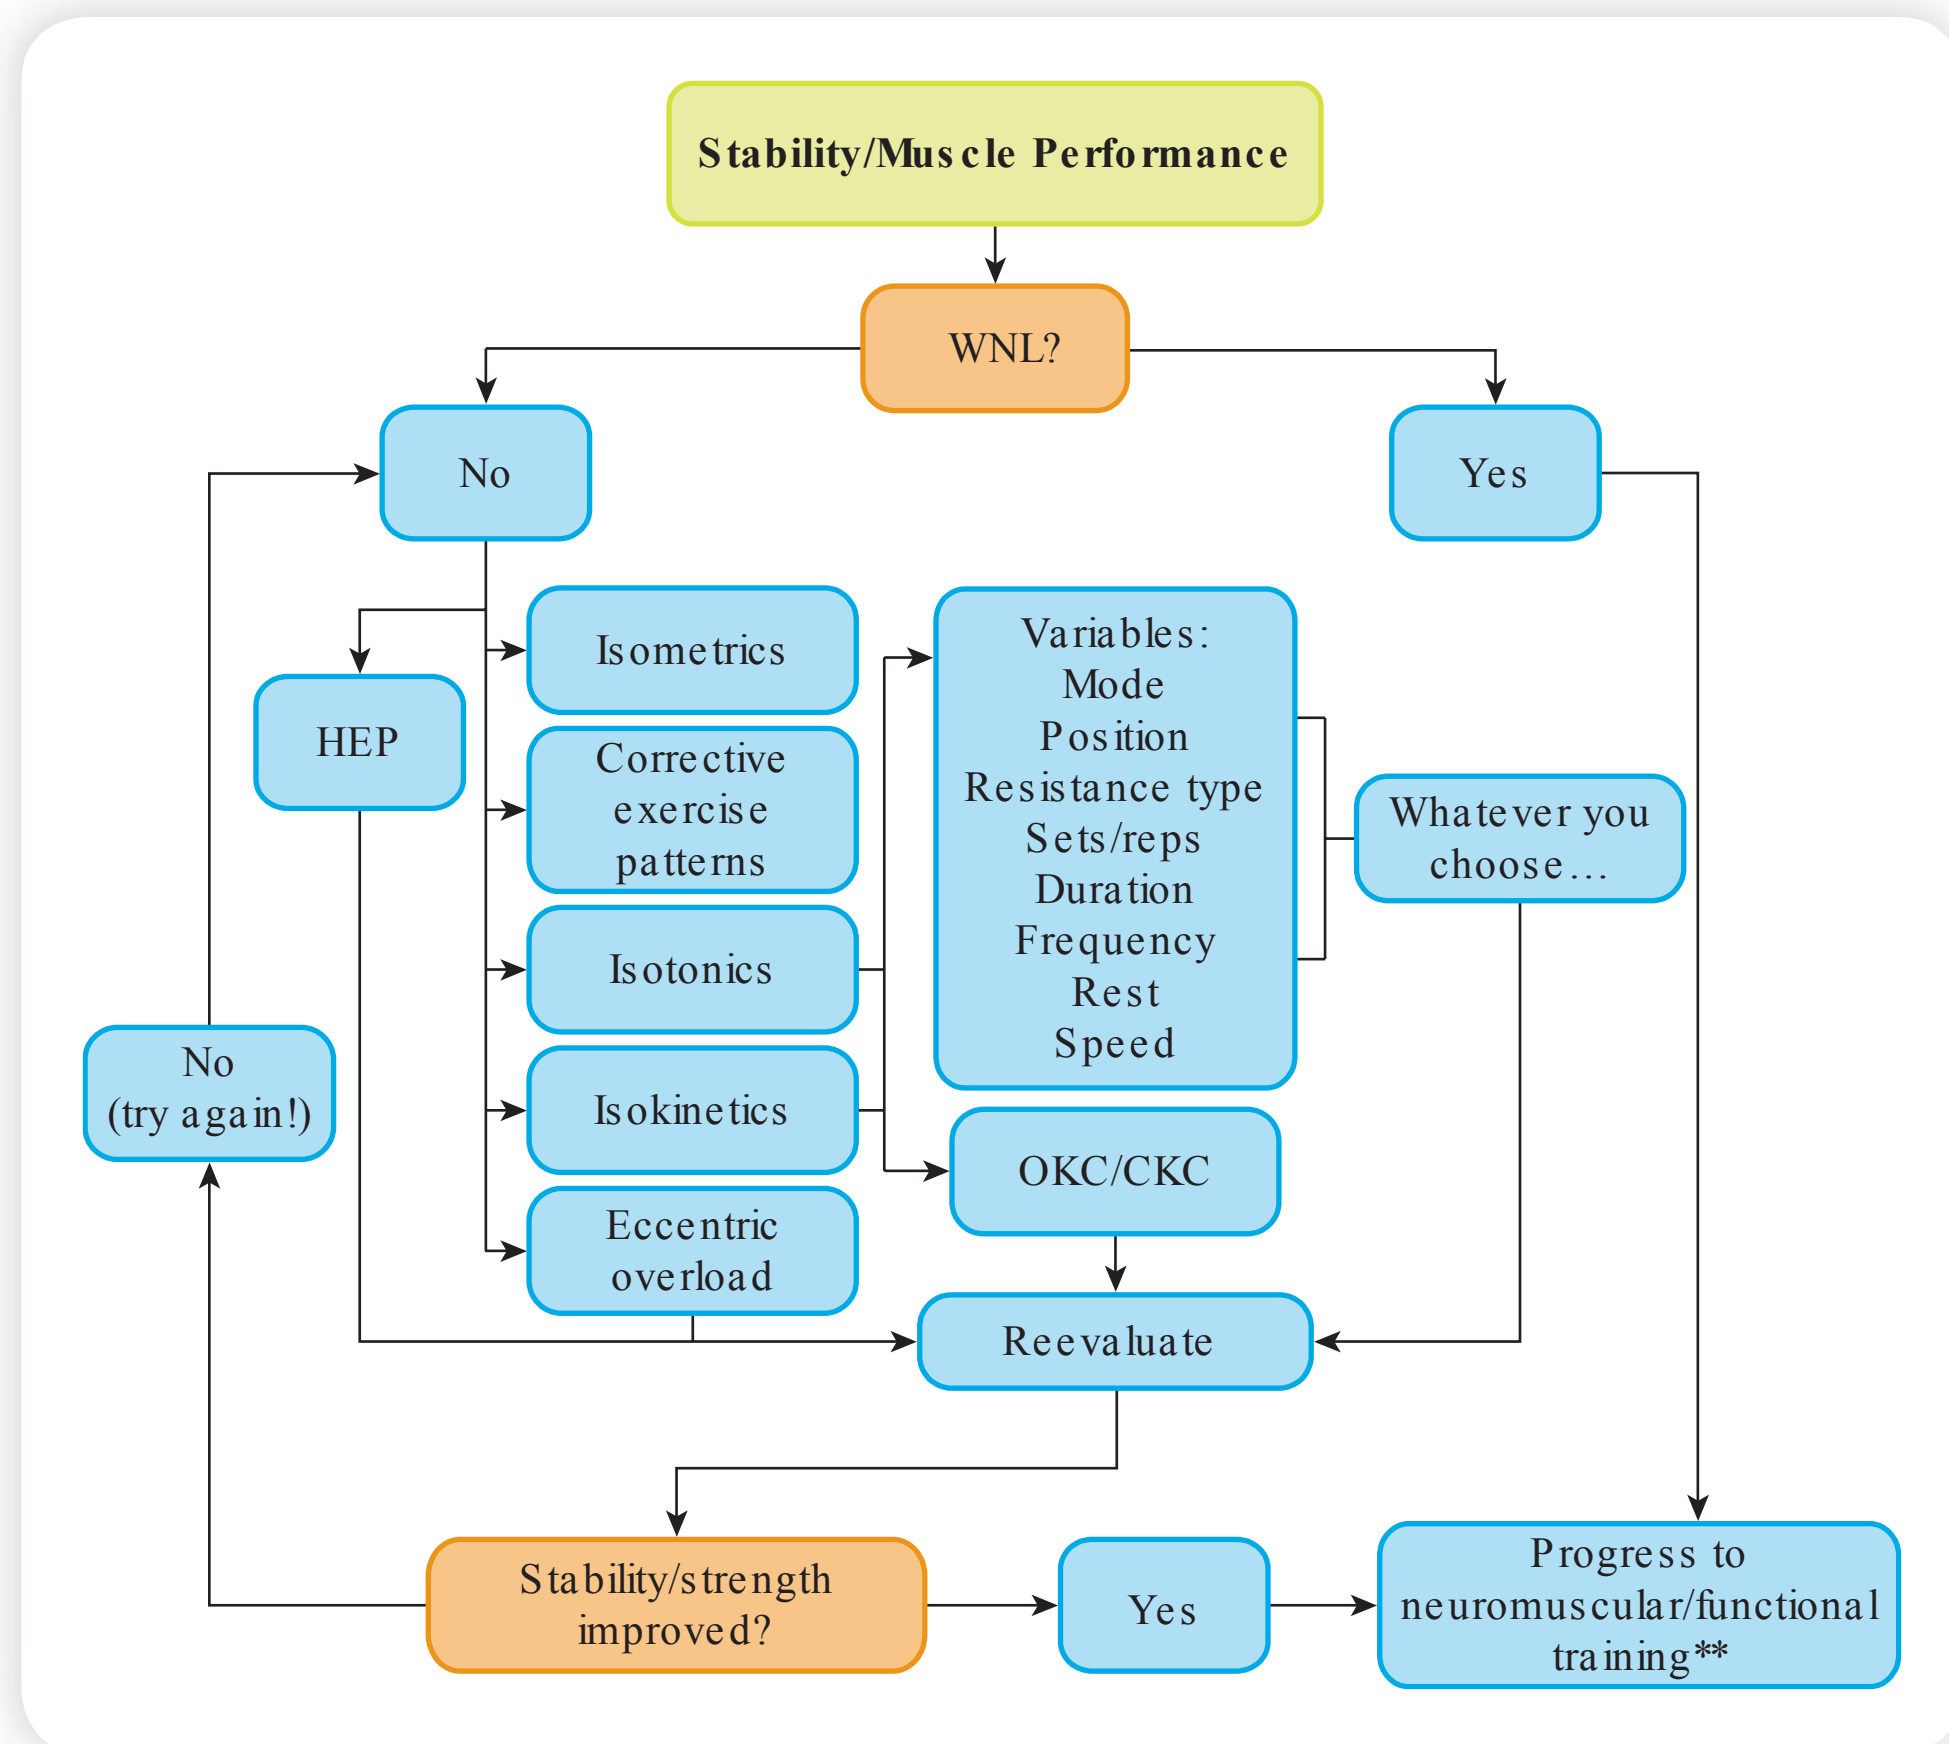 Stability/Muscle Performance
WNL?
No
Yes
Isometrics
HEP
Corrective
exercise
patterns
Isotonics
Isokinetics
Eccentric
overload
Variables:
Mode
Position
Resistance type
Sets/reps
Duration
Frequency
Rest
Speed
Whatever you
choose...
OKC/CKC
No
(try again!)
Reevaluate
Stability/strength
improved?
Yes
Progress to
neuromuscular/functional
training**